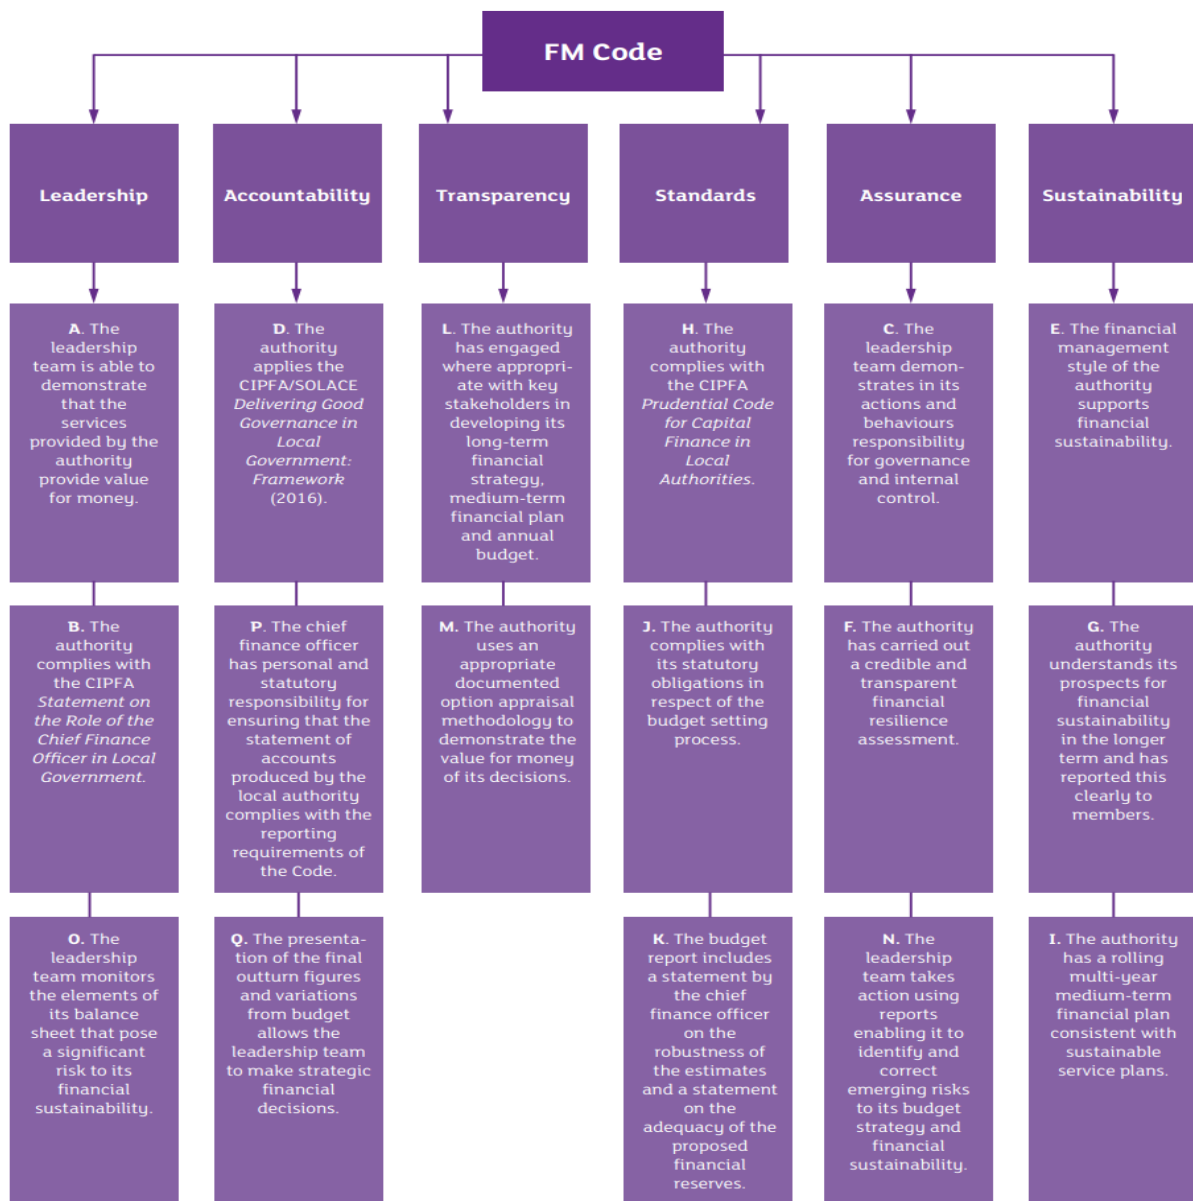 FM Code
Leadership
Accountability
Transparency
Standards
Assurance
Sustainability
A. The
leadership
team is able to
demonstrate
that the
services
provided by the
authority
provide value
for money.
D. The
authority
applies the
CIPFA/SOLACE
Delivering Good
Governance in
Local
Government:
Framework
(2016).
L. The authority
has engaged
where appropri-
ate with key
stakeholders in
developing its
long-term
financial
strategy,
medium-term
financial plan
and annual
budget.
H. The
authority
complies with
the CIPFA
Prudential Code
for Capital
Finance in
Local
Authorities.
C. The
leadership
team demon-
strates in its
actions and
behaviours
responsibility
for governance
and internal
control.
E. The financial
management
style of the
authority
supports
financial
sustainability.
B. The
authority
complies with
the CIPFA
Statement on
the Role of the
Chief Finance
Officer in Local
Government.
P. The chief
finance officer
has personal and
statutory
responsibility for
ensuring that the
statement of
accounts
produced by the
local authority
complies with the
reporting
requirements of
the Code.
M. The authority
uses an
appropriate
documented
option appraisal
methodology to
demonstrate the
value for money
of its decisions.
J. The authority
complies with
its statutory
obligations in
respect of the
budget setting
process.
F. The authority
has carried out
a credible and
transparent
financial
resilience
assessment.
G. The
authority
understands its
prospects for
financial
sustainability
in the longer
term and has
reported this
clearly to
members.
O. The
leadership
team monitors
the elements of
its balance
sheet that pose
a significant
risk to its
financial
sustainability.
Q. The presenta-
tion of the final
outturn figures
and variations
from budget
allows the
leadership team
to make strategic
financial
decisions.
K. The budget
report includes
a statement by
the chief
finance officer
on the
robustness of
the estimates
and a statement
on the
adequacy of the
proposed
financial
reserves.
N. The
leadership
team takes
action using
reports
enabling it to
identify and
correct
emerging risks
to its budget
strategy and
financial
sustainability.
I. The authority
has a rolling
multi-year
medium-term
financial plan
consistent with
sustainable
service plans.